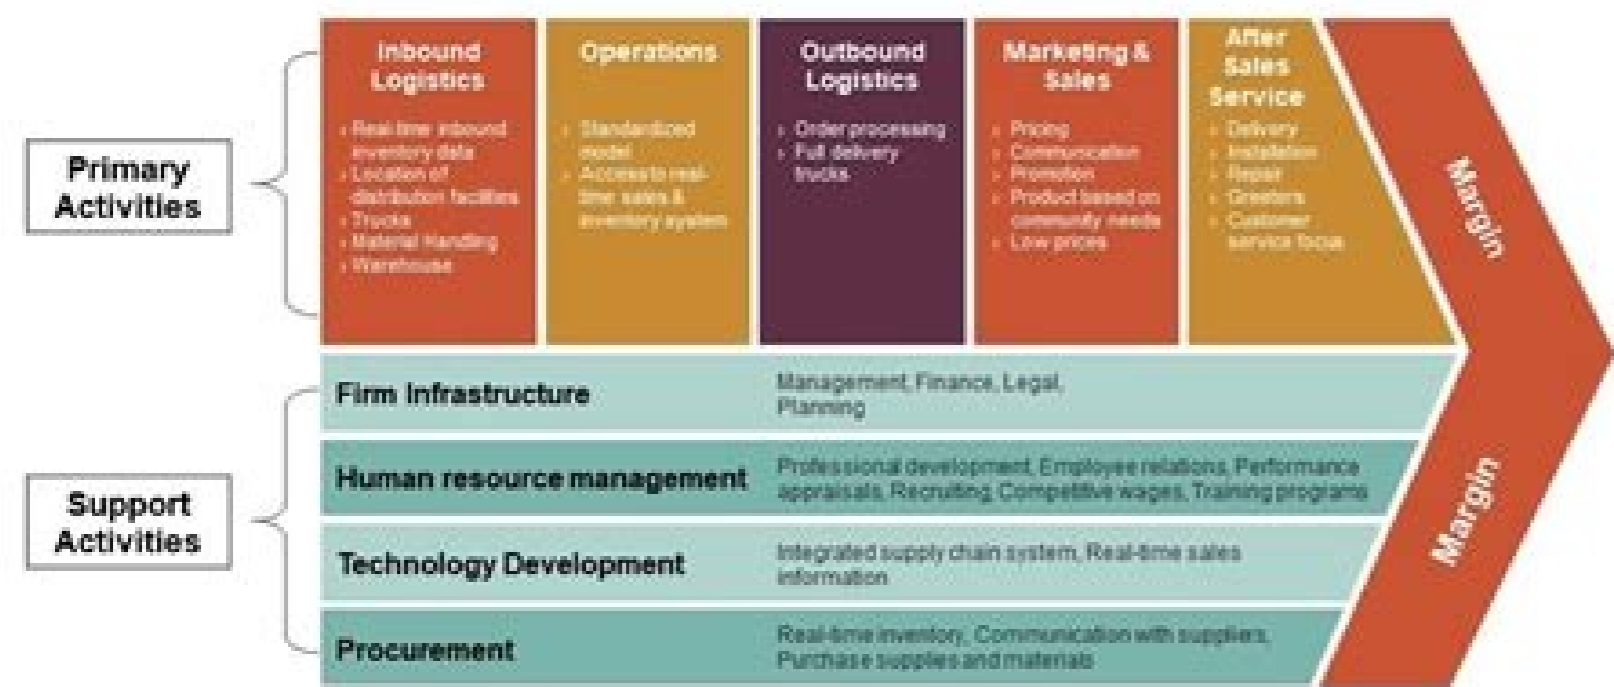 Primary
Activities
Inbound
Logistics
› Real-time inbound
inventory data
› Location of
distribution facilities
› Trucks
› Material Handling
› Warehouse
Operations
› Standardized
model
› Access to real-
time sales &
inventory system
Outbound
Logistics
› Order processing
› Full delivery
trucks
Marketing &
Sales
› Pricing
› Communication
› Promotion
› Product based on
community needs
› Low prices
After
Sales
Service
› Delivery
› Installation
› Repair
› Greeters
› Customer
service focus
Margin
Support
Activities
Firm Infrastructure
Management, Finance, Legal,
Planning
Human resource management
Professional development, Employee relations, Performance
appraisals, Recruiting, Competitive wages, Training programs
Technology Development
Integrated supply chain system, Real-time sales
information
Procurement
Real-time inventory, Communication with suppliers,
Purchase supplies and materials
Margin